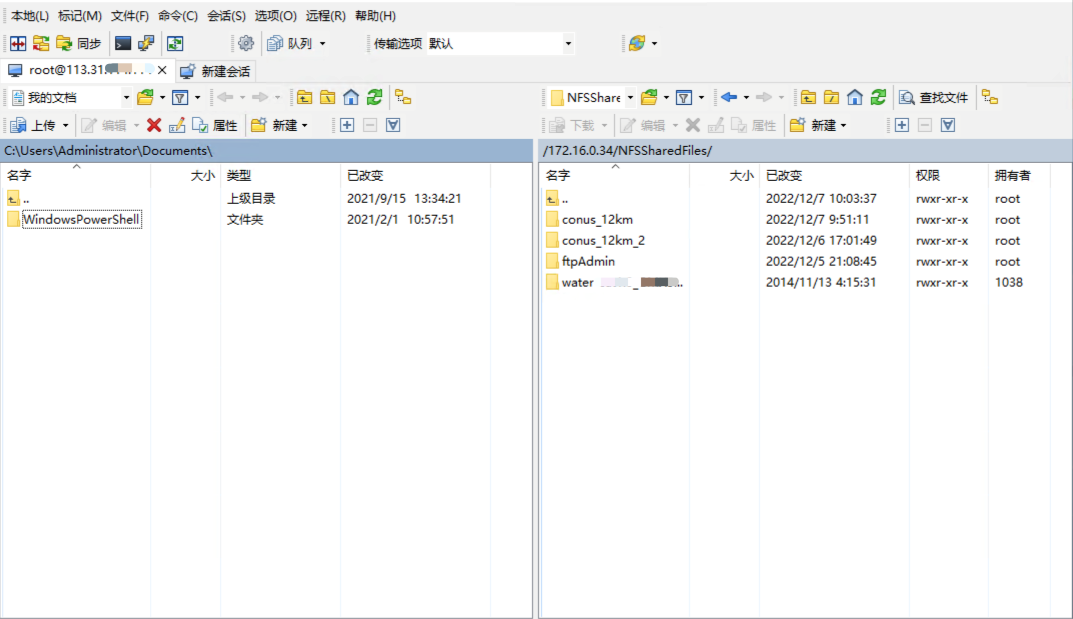 本地(L) 标记(M) 文件(F) 命令(C) 会话(S) 选项(O) 远程(R) 帮助(H)
同步 队列 传输选项 默认
root@113.31. 新建会话
我的文档 NFSShare 查找文件
上传 编辑 属性 新建 下载 编辑 属性 新建
C:\Users\Administrator\Documents\ /172.16.0.34/NFSSharedFiles/
名字 大小 类型 已改变 名字 大小 已改变 权限 拥有者
.. 上级目录 2021/9/15 13:34:21 .. 2022/12/7 10:03:37 rwxr-xr-x root
WindowsPowerShell 文件夹 2021/2/1 10:57:51 conus_12km 2022/12/7 9:51:11 rwxr-xr-x root
conus_12km_2 2022/12/6 17:01:49 rwxr-xr-x root
ftpAdmin 2022/12/5 21:08:45 rwxr-xr-x root
water 2014/11/13 4:15:31 rwxr-xr-x 1038